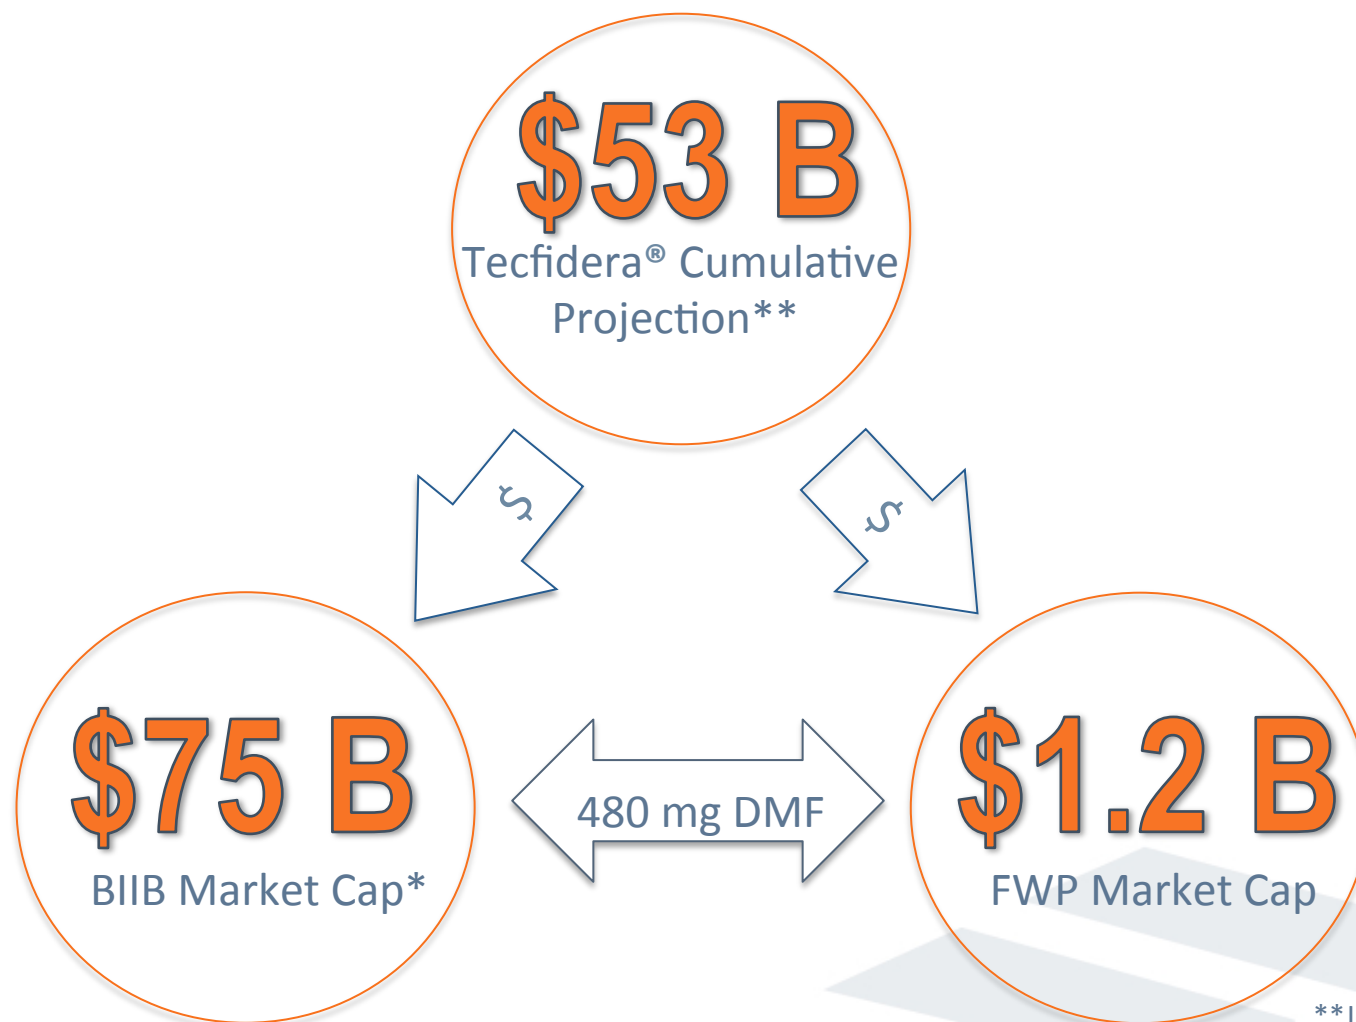 $53 B
Tecfidera® Cumulative
Projection**
$
$
$75 B
BIIB Market Cap*
480 mg DMF
$1.2 B
FWP Market Cap
**